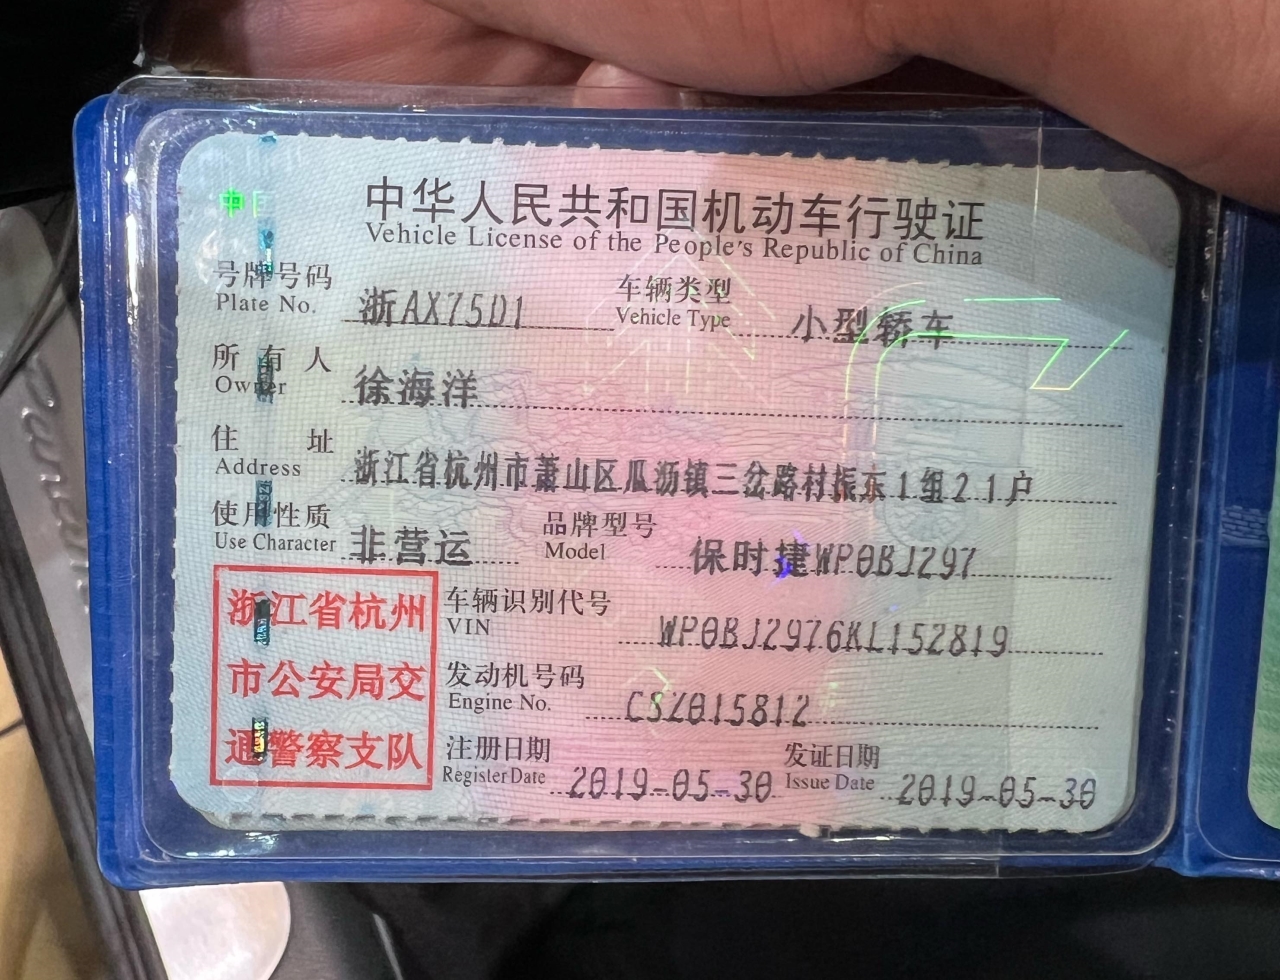 中华人民共和国机动车行驶证
Vehicle License of the People's Republic of China
号牌号码 浙AX75D1 车辆类型 小型轿车
Plate No. Vehicle Type
所有人 徐海洋
Owner
住址 浙江省杭州市萧山区瓜沥镇三岔路村振东1组21户
Address
使用性质 非营运 品牌型号 保时捷WP0BJ297
Use Character Model
浙江省杭州
市公安局交
通警察支队
车辆识别代号 WP0BJ2976KL152819
VIN
发动机号码 CSZ015812
Engine No.
注册日期 2019-05-30 发证日期 2019-05-30
Register Date Issue Date